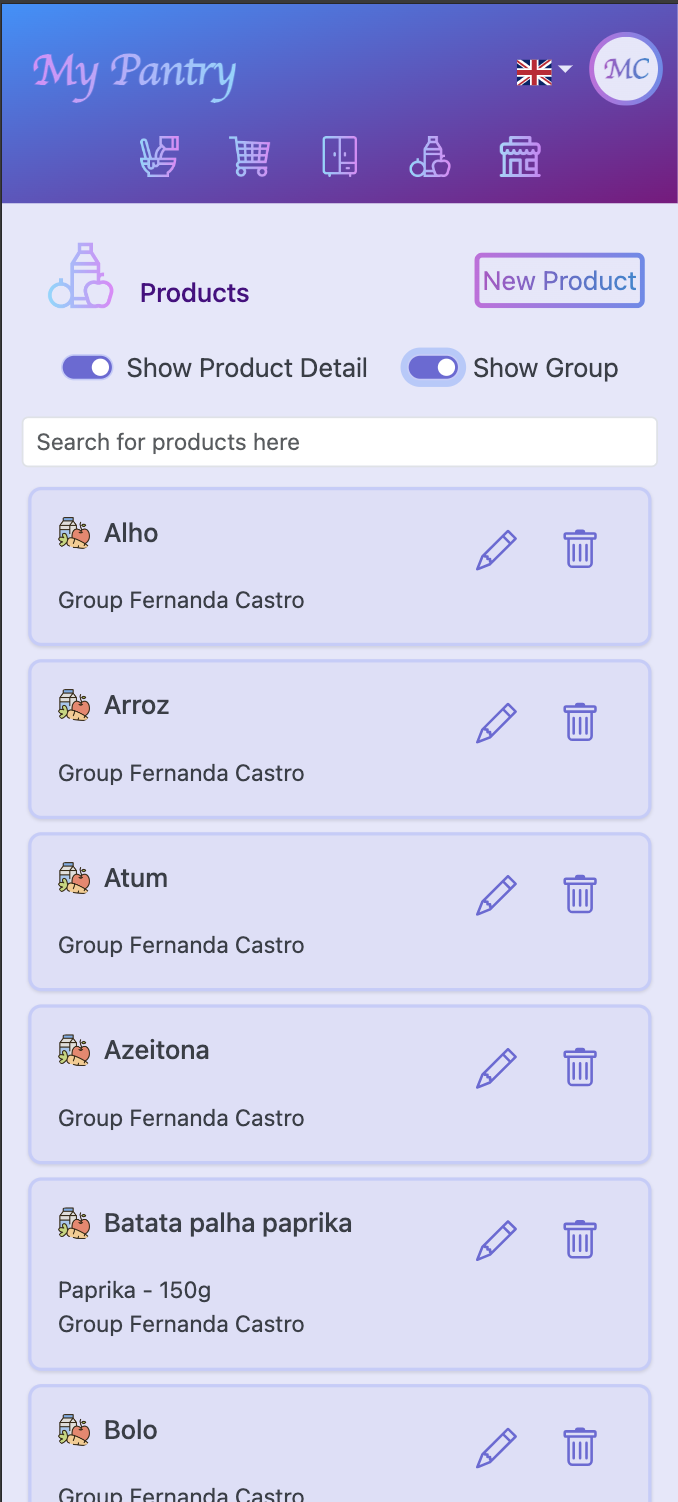 My Pantry
MC
Products
New Product
Show Product Detail
Show Group
Search for products here
Alho
Group Fernanda Castro
Arroz
Group Fernanda Castro
Atum
Group Fernanda Castro
Azeitona
Group Fernanda Castro
Batata palha paprika
Paprika - 150g
Group Fernanda Castro
Bolo
Group Fernanda Castro